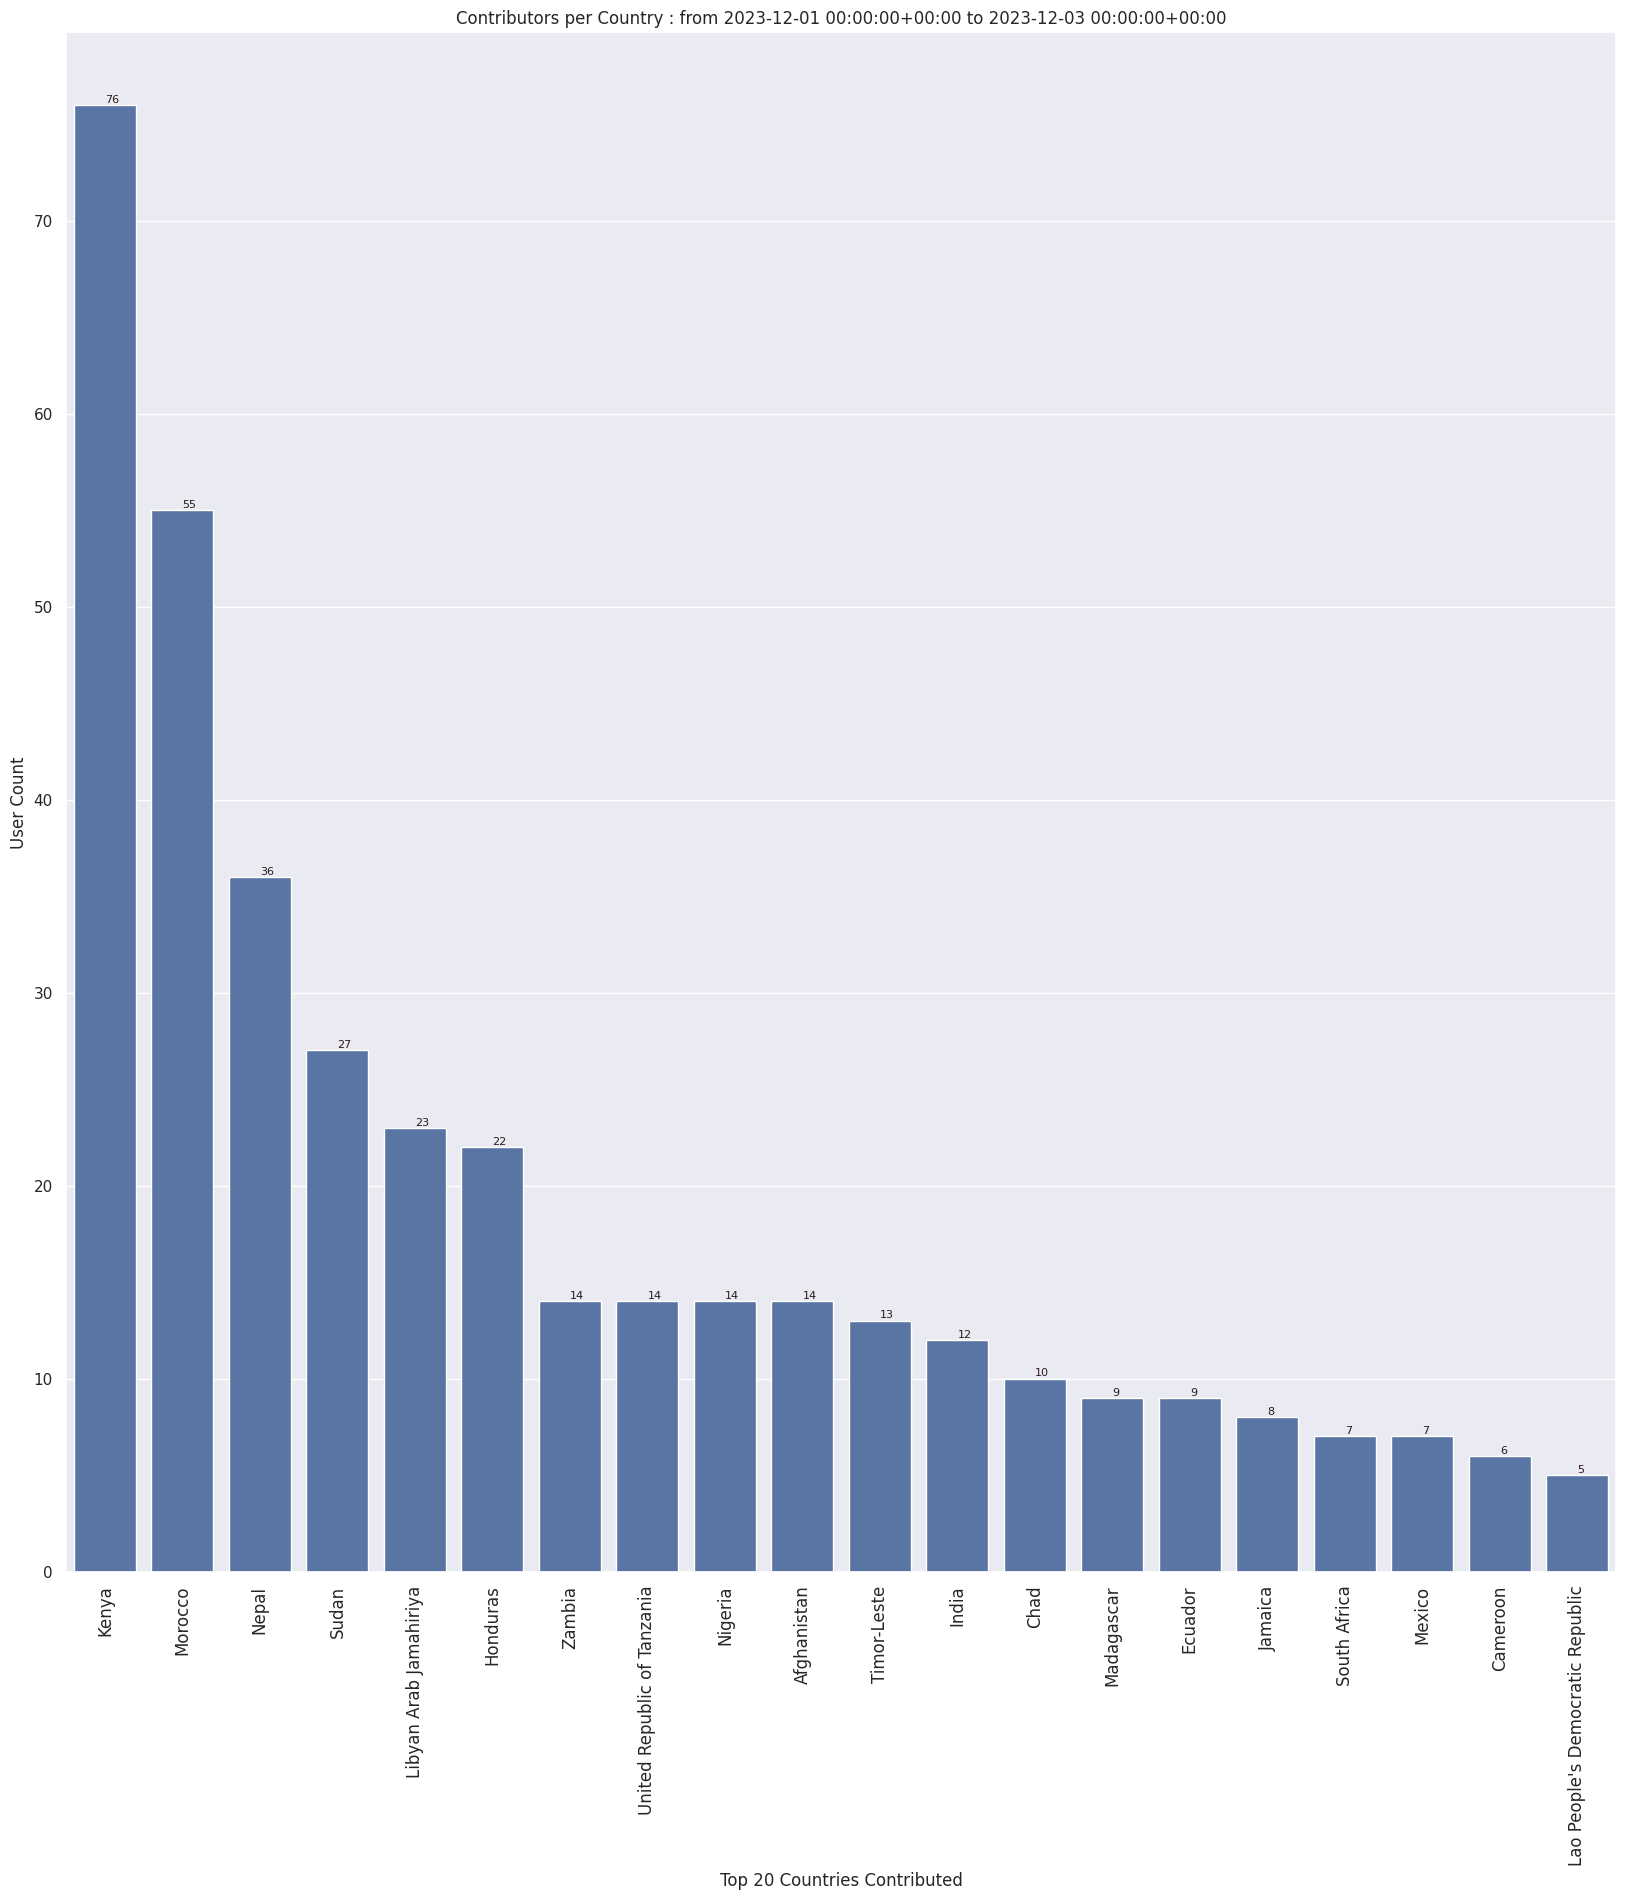 Contributors per Country : from 2023-12-01 00:00:00+00:00 to 2023-12-03 00:00:00+00:00
User Count
70
60
50
40
30
20
10
0
76
55
36
27
23
22
14
14
14
14
13
12
10
9
9
8
7
7
6
5
Kenya
Morocco
Nepal
Sudan
Libyan Arab Jamahiriya
Honduras
Zambia
United Republic of Tanzania
Nigeria
Afghanistan
Timor-Leste
India
Chad
Madagascar
Ecuador
Jamaica
South Africa
Mexico
Cameroon
Lao People's Democratic Republic
Top 20 Countries Contributed